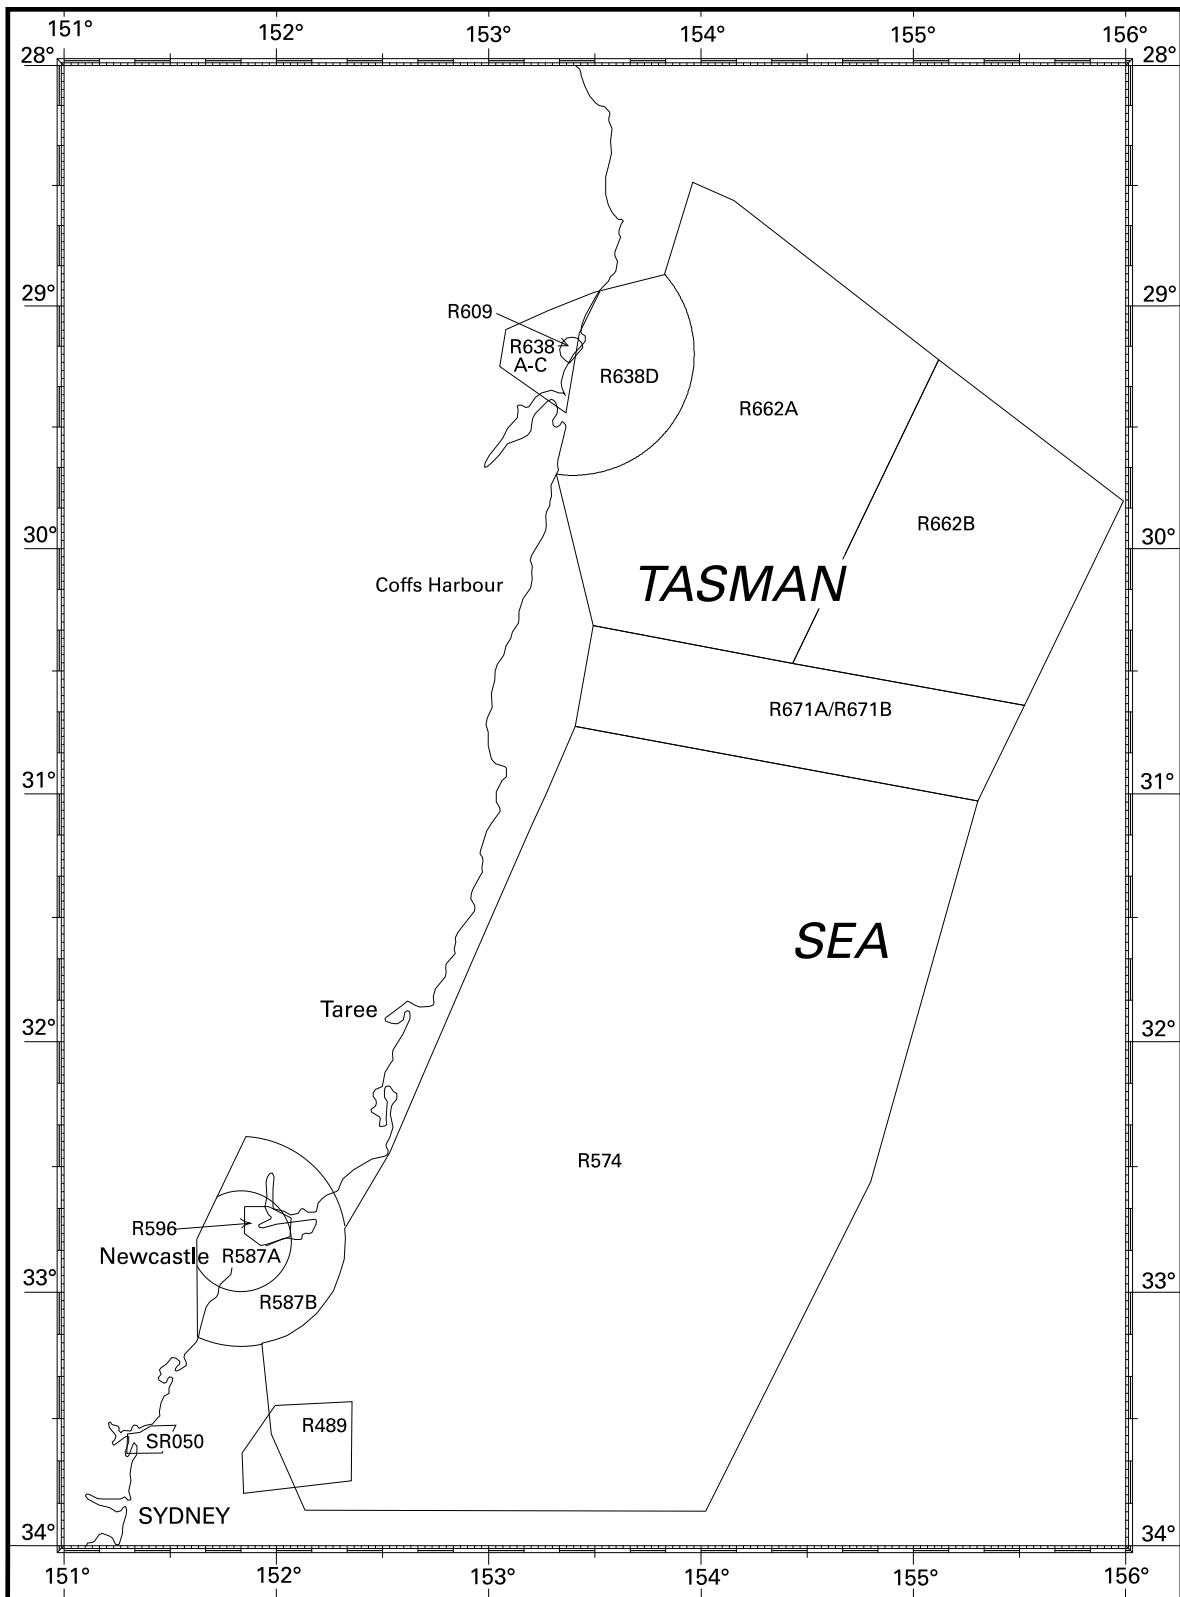 151° 152° 153° 154° 155° 156°
28° 28°
29° 29°
R609
R638
A-C
R638D
R662A
R662B
30° 30°
Coffs Harbour
TASMAN
R671A/R671B
31° 31°
SEA
Taree
32° 32°
R574
R596
Newcastle
R587A
33° 33°
R587B
R489
SR050
SYDNEY
34° 34°
151° 152° 153° 154° 155° 156°